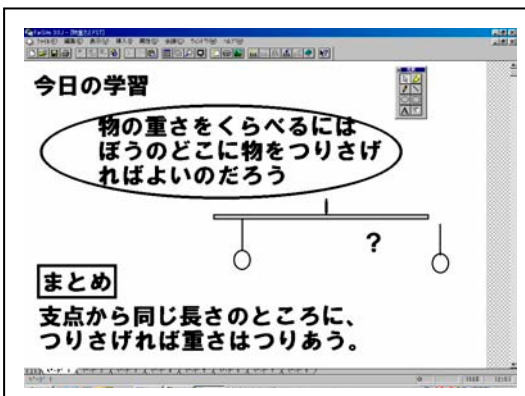 今日の学習
物の重さをくらべるには
ぼうのどこに物をつりさげ
ればよいのだろう
?
まとめ
支点から同じ長さのところに、
つりさげれば重さはつりあう。